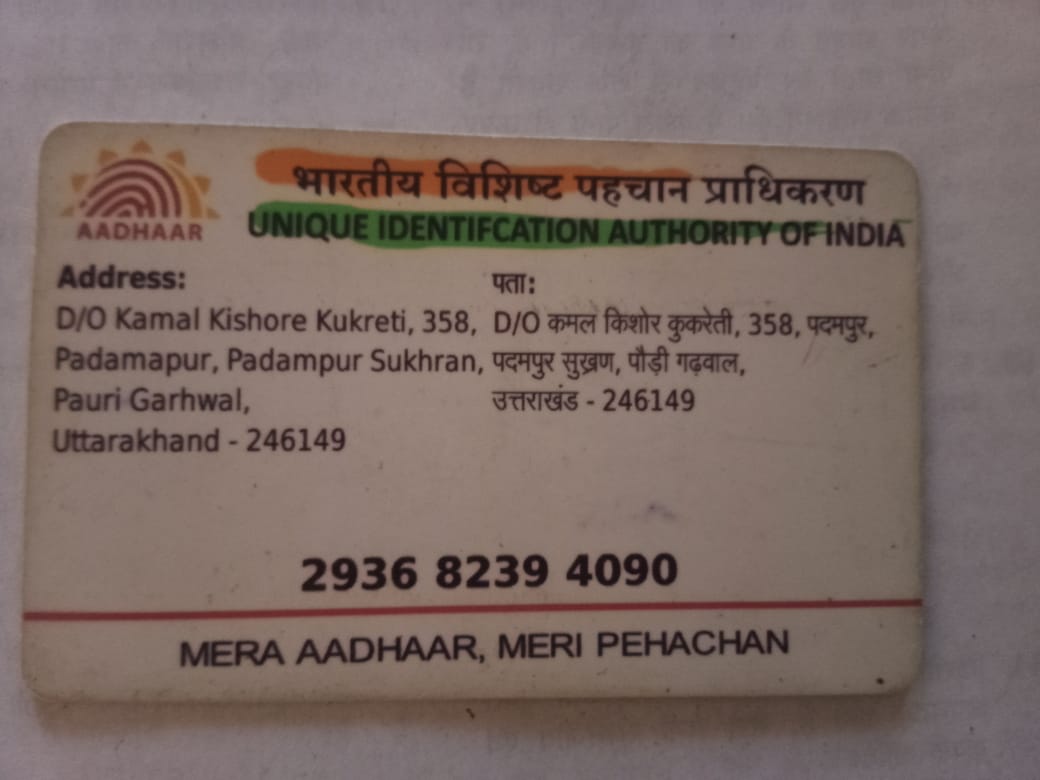 भारतीय विशिष्ट पहचान प्राधिकरण
UNIQUE IDENTIFCATION AUTHORITY OF INDIA
AADHAAR
Address:
D/O Kamal Kishore Kukreti, 358,
Padamapur, Padampur Sukhran,
Pauri Garhwal,
Uttarakhand - 246149
पता:
D/O कमल किशोर कुकरेती, 358, पदमपुर,
पदमपुर सुख्रण, पौड़ी गढ़वाल,
उत्तराखंड - 246149
2936 8239 4090
MERA AADHAAR, MERI PEHACHAN